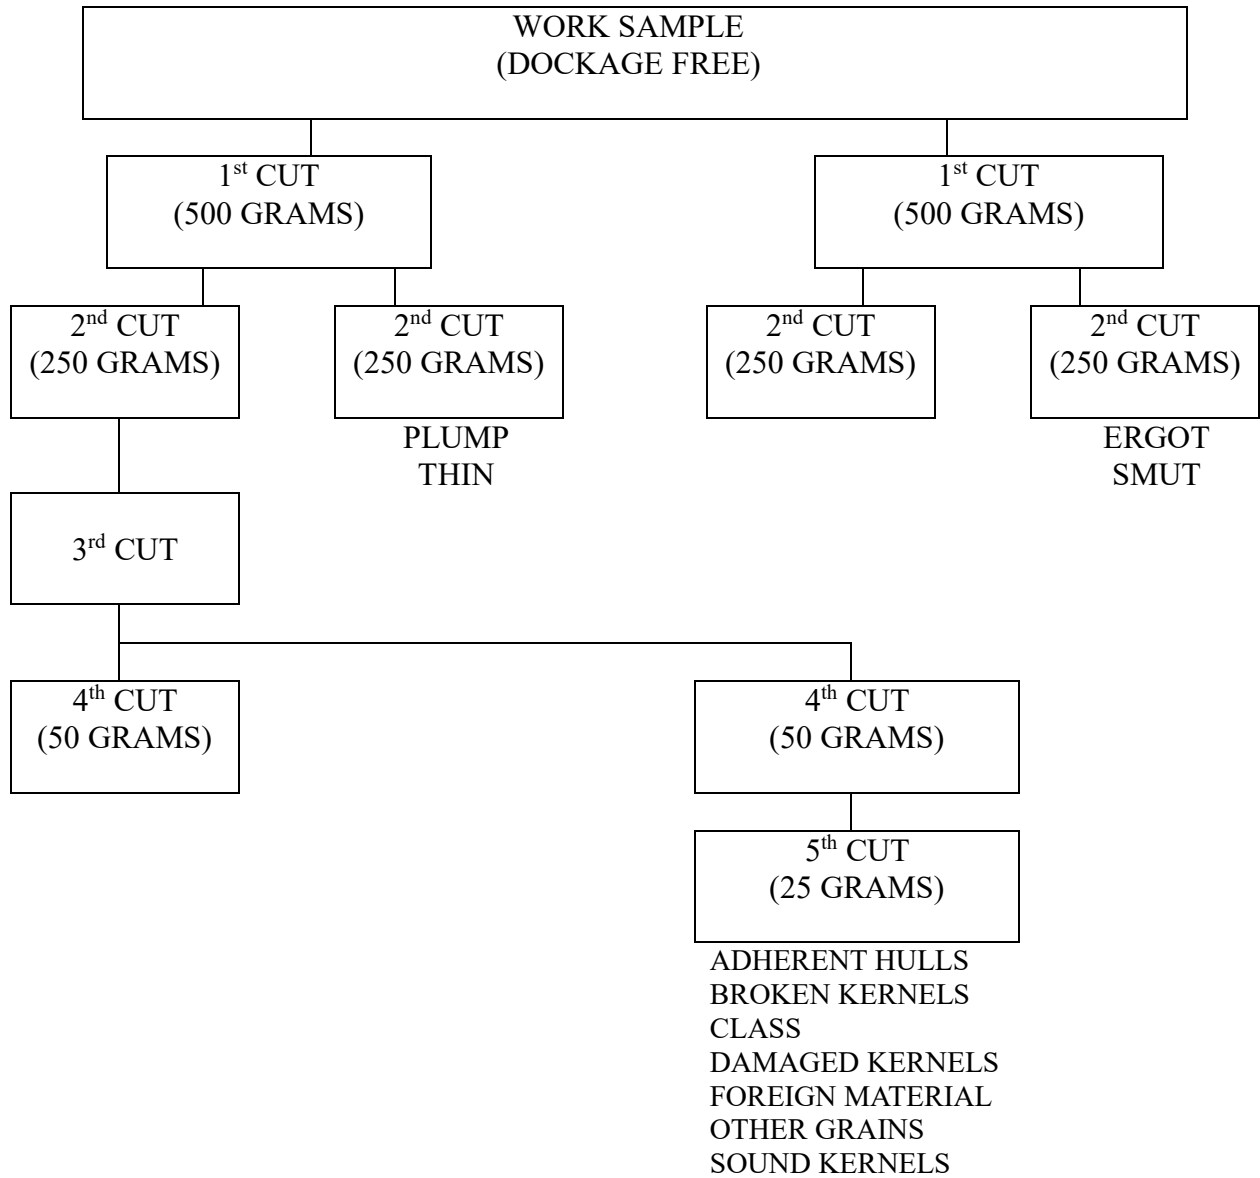 WORK SAMPLE
(DOCKAGE FREE)
1st CUT
(500 GRAMS)
1st CUT
(500 GRAMS)
2nd CUT
(250 GRAMS)
2nd CUT
(250 GRAMS)
2nd CUT
(250 GRAMS)
2nd CUT
(250 GRAMS)
PLUMP
THIN
ERGOT
SMUT
3rd CUT
4th CUT
(50 GRAMS)
4th CUT
(50 GRAMS)
5th CUT
(25 GRAMS)
ADHERENT HULLS
BROKEN KERNELS
CLASS
DAMAGED KERNELS
FOREIGN MATERIAL
OTHER GRAINS
SOUND KERNELS